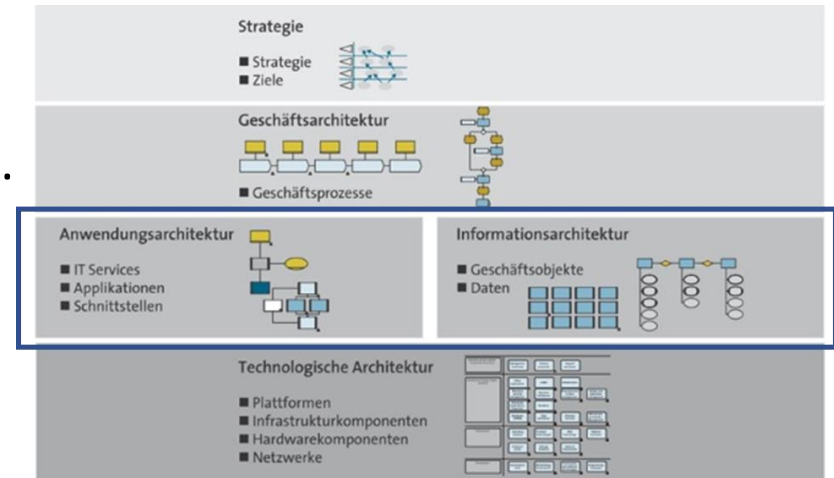 Strategie
■ Strategie
■ Ziele
Geschäftsarchitektur
■ Geschäftsprozesse
Anwendungsarchitektur
■ IT Services
■ Applikationen
■ Schnittstellen
Informationsarchitektur
■ Geschäftsobjekte
■ Daten
Technologische Architektur
■ Plattformen
■ Infrastrukturkomponenten
■ Hardwarekomponenten
■ Netzwerke